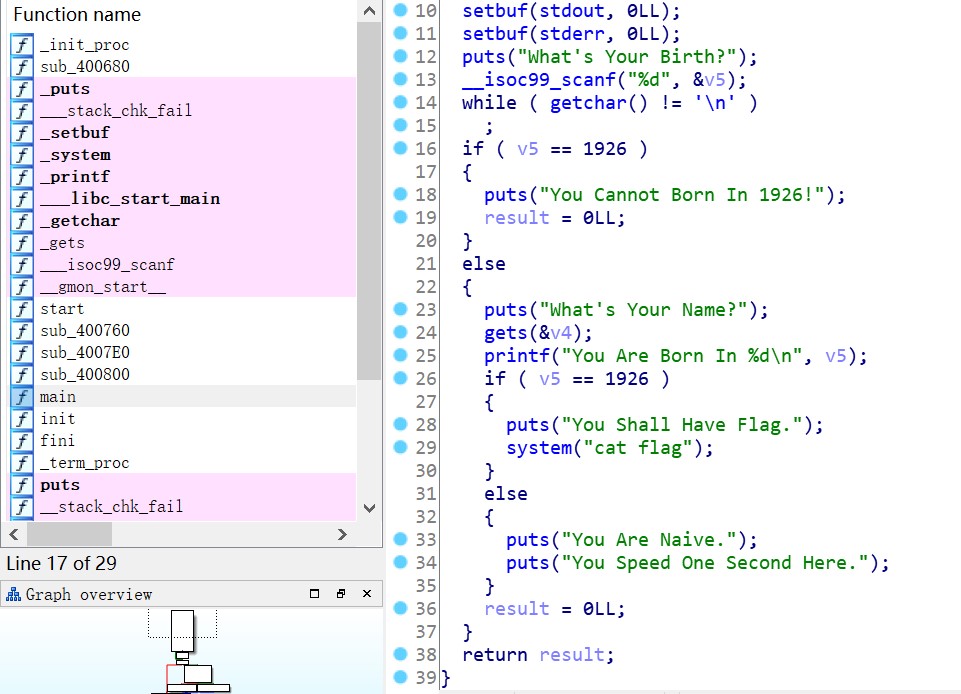 Function name
f _init_proc
f sub_400680
f _puts
f ___stack_chk_fail
f _setbuf
f _system
f _printf
f ___libc_start_main
f _getchar
f _gets
f ___isoc99_scanf
f __gmon_start__
f start
f sub_400760
f sub_4007E0
f sub_400800
f main
f init
f fini
f _term_proc
f puts
f __stack_chk_fail
Line 17 of 29
Graph overview
10 setbuf(stdout, 0LL);
11 setbuf(stderr, 0LL);
12 puts("What's Your Birth?");
13 __isoc99_scanf("%d", &v5);
14 while ( getchar() != '\n' )
15 ;
16 if ( v5 == 1926 )
17 {
18 puts("You Cannot Born In 1926!");
19 result = 0LL;
20 }
21 else
22 {
23 puts("What's Your Name?");
24 gets(&v4);
25 printf("You Are Born In %d\n", v5);
26 if ( v5 == 1926 )
27 {
28 puts("You Shall Have Flag.");
29 system("cat flag");
30 }
31 else
32 {
33 puts("You Are Naive.");
34 puts("You Speed One Second Here.");
35 }
36 result = 0LL;
37 }
38 return result;
39 }